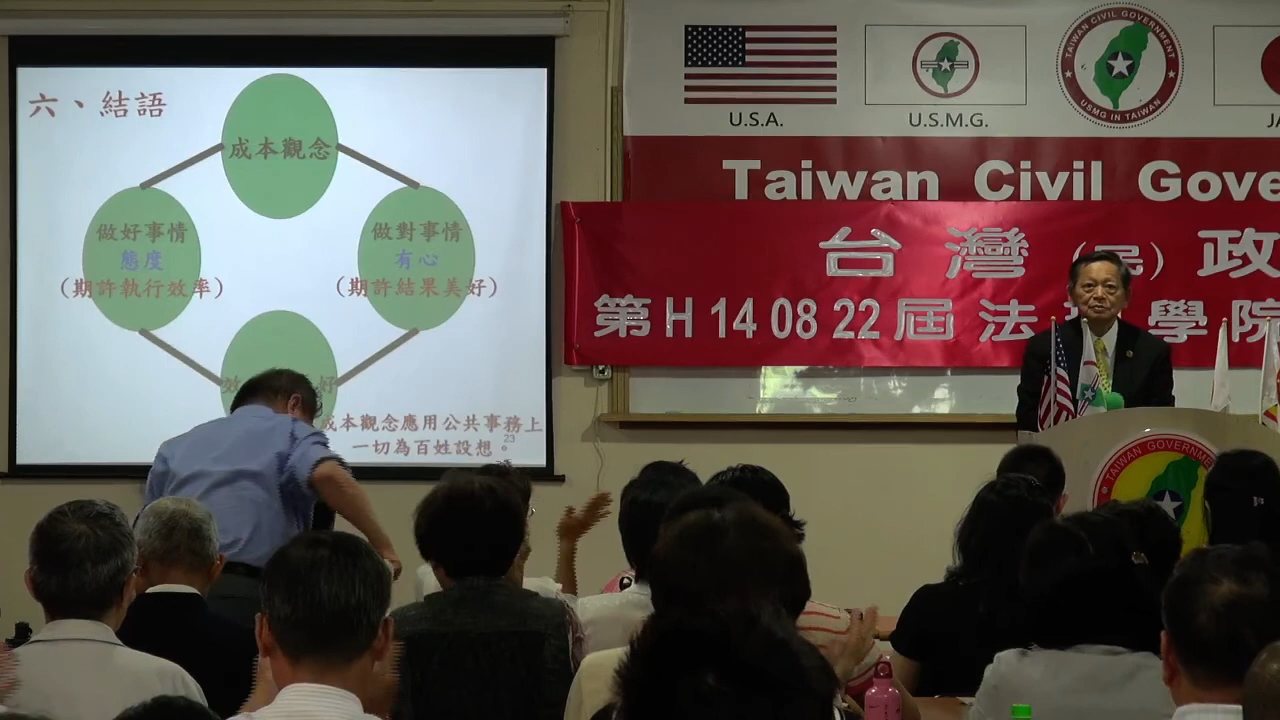 六、結語
成本觀念
做好事情
態度
(期許執行效率)
做對事情
有心
(期許結果美好)
成本觀念應用公共事務上
一切為百姓設想。
23
U.S.A.
U.S.M.G.
TAIWAN CIVIL GOVERNMENT
USMG IN TAIWAN
JA
Taiwan Civil Gove
台灣(民)政
第H 14 08 22 屆 法 學院
TAIWAN GOVERNME